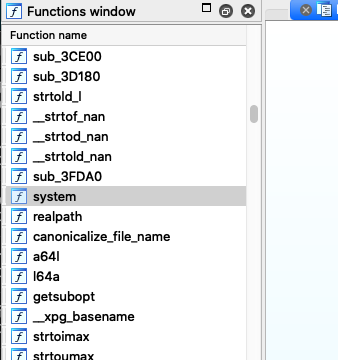 Functions window
Function name
sub_3CE00
sub_3D180
strtold_l
__strtof_nan
__strtod_nan
__strtold_nan
sub_3FDA0
system
realpath
canonicalize_file_name
a64l
l64a
getsubopt
__xpg_basename
strtoimax
strtoumax